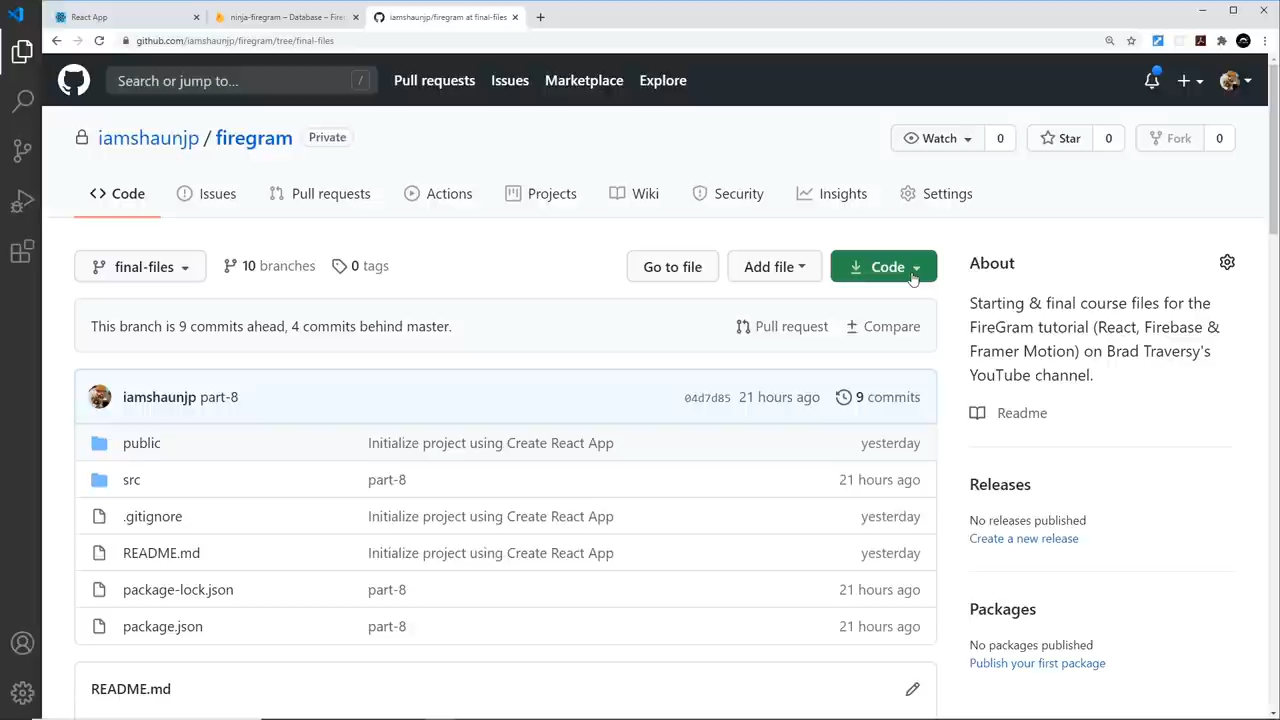 React App
ninja-firegram – Database – Fire
iamshaunjp/firegram at final-files
github.com/iamshaunjp/firegram/tree/final-files
Search or jump to...
/
Pull requests
Issues
Marketplace
Explore
iamshaunjp / firegram
Private
Watch
0
Star
0
Fork
0
Code
Issues
Pull requests
Actions
Projects
Wiki
Security
Insights
Settings
final-files
10 branches
0 tags
Go to file
Add file
Code
This branch is 9 commits ahead, 4 commits behind master.
Pull request
Compare
iamshaunjp part-8
04d7d85
21 hours ago
9 commits
public
Initialize project using Create React App
yesterday
src
part-8
21 hours ago
.gitignore
Initialize project using Create React App
yesterday
README.md
Initialize project using Create React App
yesterday
package-lock.json
part-8
21 hours ago
package.json
part-8
21 hours ago
README.md
About
Starting & final course files for the
FireGram tutorial (React, Firebase &
Framer Motion) on Brad Traversy's
YouTube channel.
Readme
Releases
No releases published
Create a new release
Packages
No packages published
Publish your first package